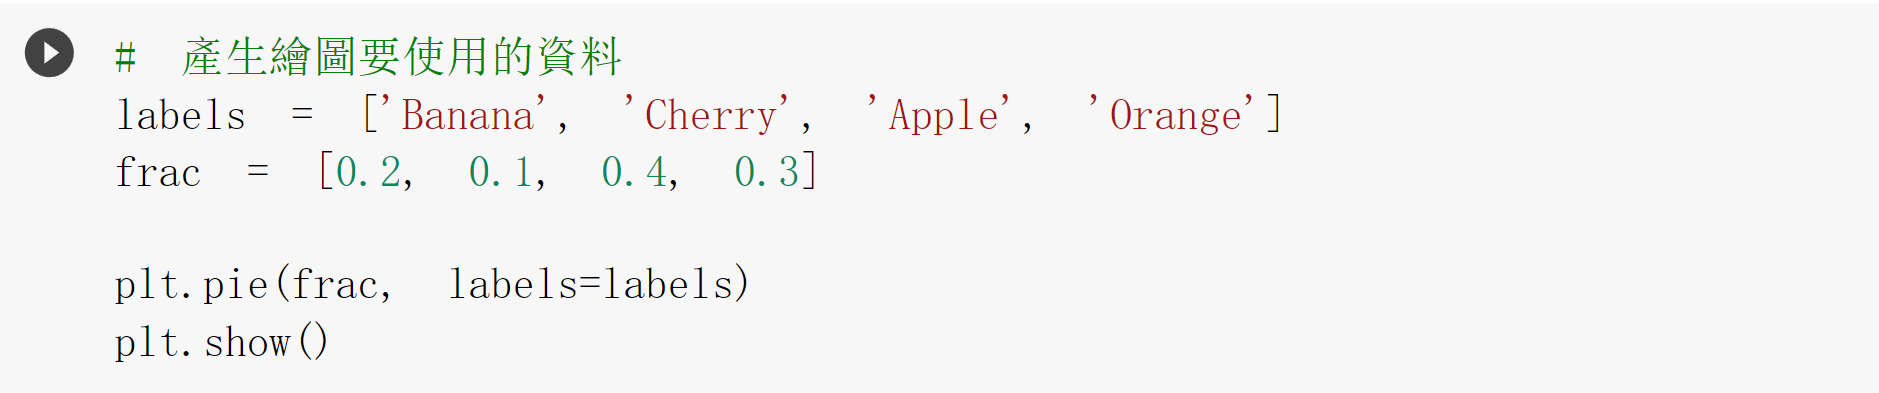 # 產生繪圖要使用的資料
labels = ['Banana', 'Cherry', 'Apple', 'Orange']
frac = [0.2, 0.1, 0.4, 0.3]
plt.pie(frac, labels=labels)
plt.show()